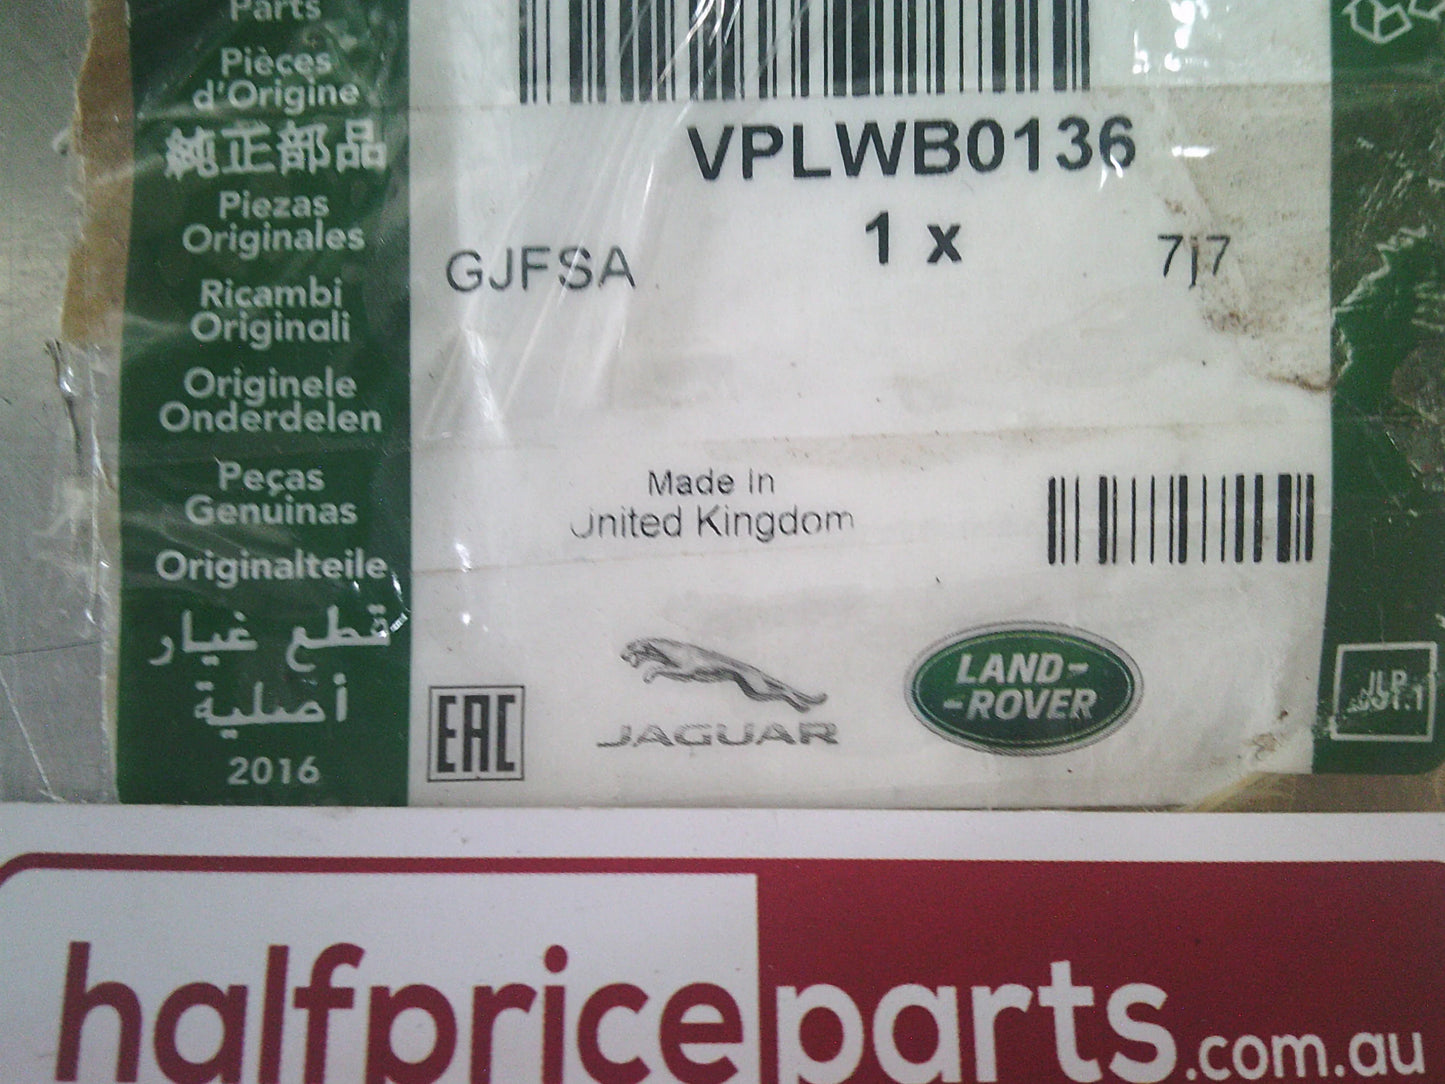 Parts
Pièces
d'Origine
純正部品
Piezas
Originales
Ricambi
Originali
Originele
Onderdelen
Peças
Genuinas
Originalteile
قطع غيار
أصلية
2016
VPLWB0136
1 x
GJFSA
7j7
Made In
United Kingdom
EAC
JAGUAR
LAND-
-ROVER
halfpriceparts.com.au